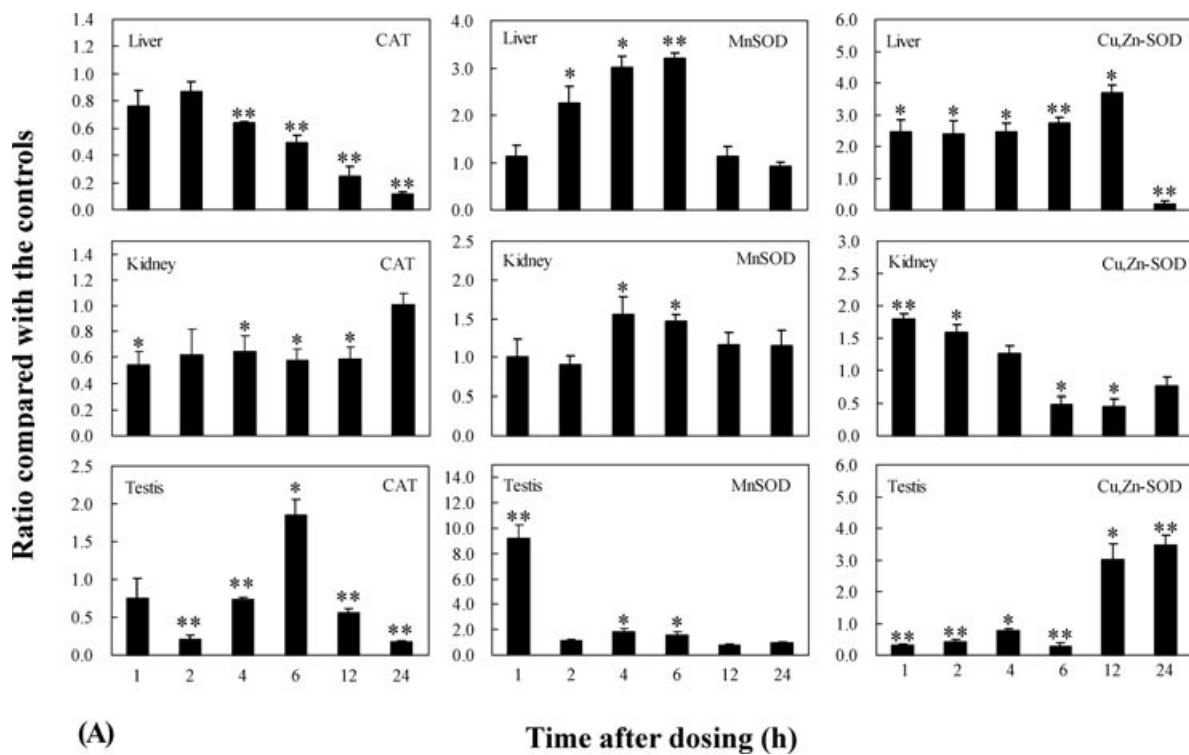 Ratio compared with the controls
1.4
1.2
1.0
0.8
0.6
0.4
0.2
0.0
Liver CAT
** ** ** **
4.0
3.0
2.0
1.0
0.0
Liver MnSOD
* * **
6.0
5.0
4.0
3.0
2.0
1.0
0.0
Liver Cu,Zn-SOD
* * * ** * **
1.4
1.2
1.0
0.8
0.6
0.4
0.2
0.0
Kidney CAT
* * * *
2.5
2.0
1.5
1.0
0.5
0.0
Kidney MnSOD
* *
3.0
2.5
2.0
1.5
1.0
0.5
0.0
Kidney Cu,Zn-SOD
** * * *
2.5
2.0
1.5
1.0
0.5
0.0
Testis CAT
** ** * ** **
1 2 4 6 12 24
14.0
12.0
10.0
8.0
6.0
4.0
2.0
0.0
Testis MnSOD
** * *
1 2 4 6 12 24
6.0
5.0
4.0
3.0
2.0
1.0
0.0
Testis Cu,Zn-SOD
** ** * ** * **
1 2 4 6 12 24
(A) Time after dosing (h)